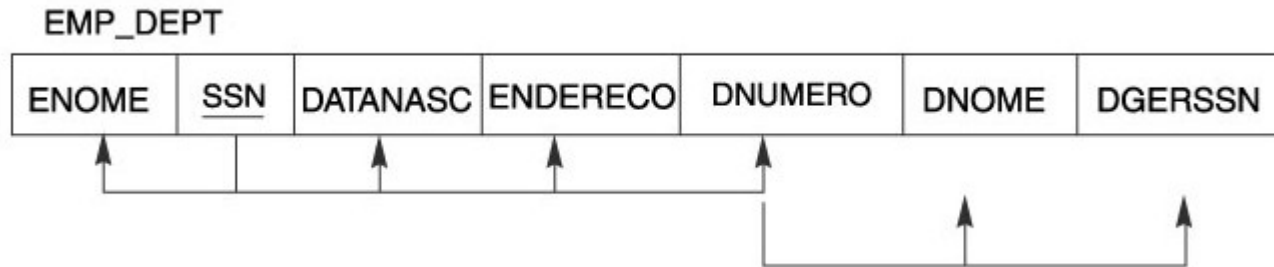 EMP_DEPT
ENOME SSN DATANASC ENDERECO DNUMERO DNOME DGERSSN